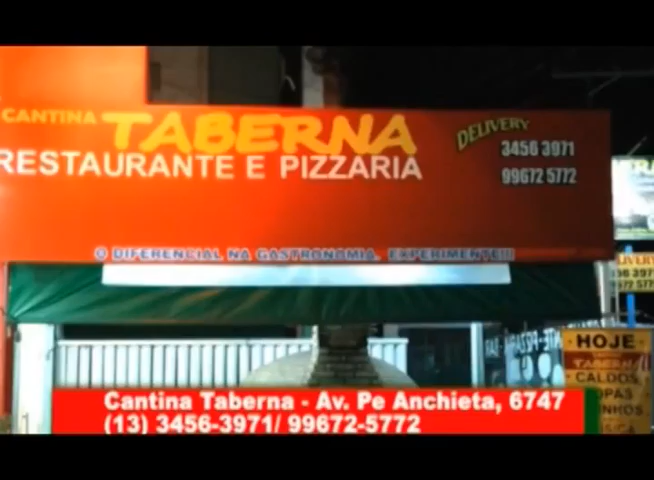 CANTINA TABERNA
RESTAURANTE E PIZZARIA
DELIVERY
3456 3971
99672 5772
O DIFERENCIAL NA GASTRONOMIA. EXPERIMENTE!!!
HOJE
TABERNA
CALDOS
Cantina Taberna - Av. Pe Anchieta, 6747
(13) 3456-3971/ 99672-5772